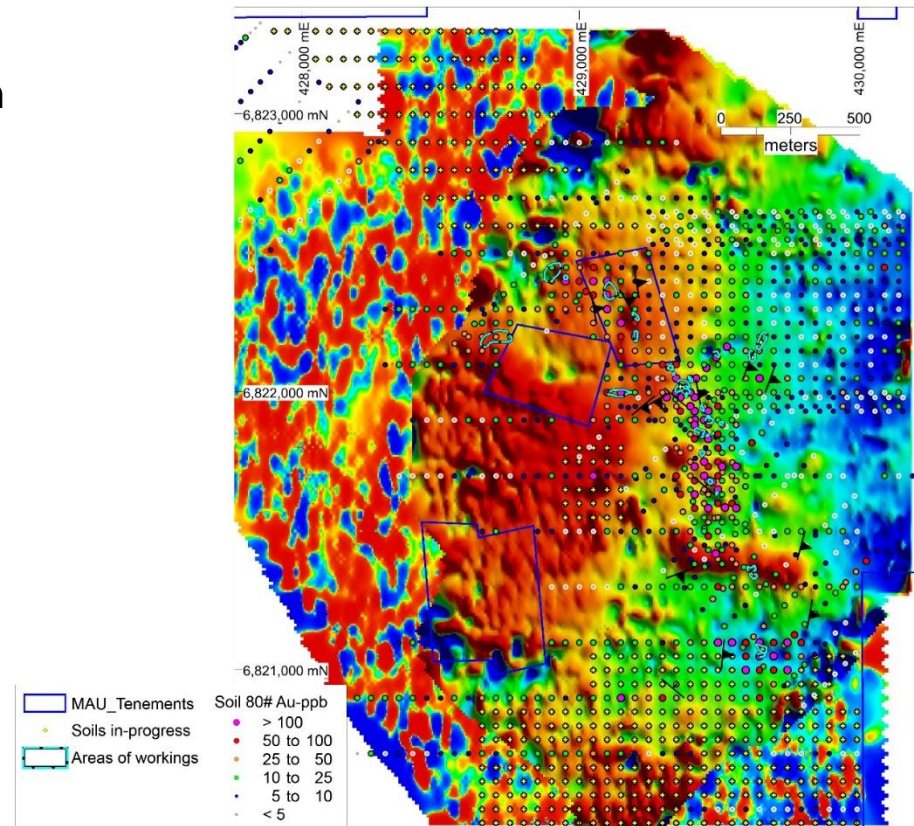 n
428,000 mE
429,000 mE
430,000 mE
6,823,000 mN
0 250 500
meters
6,822,000 mN
6,821,000 mN
MAU_Tenements
Soils in-progress
Areas of workings
Soil 80# Au-ppb
> 100
50 to 100
25 to 50
10 to 25
5 to 10
< 5